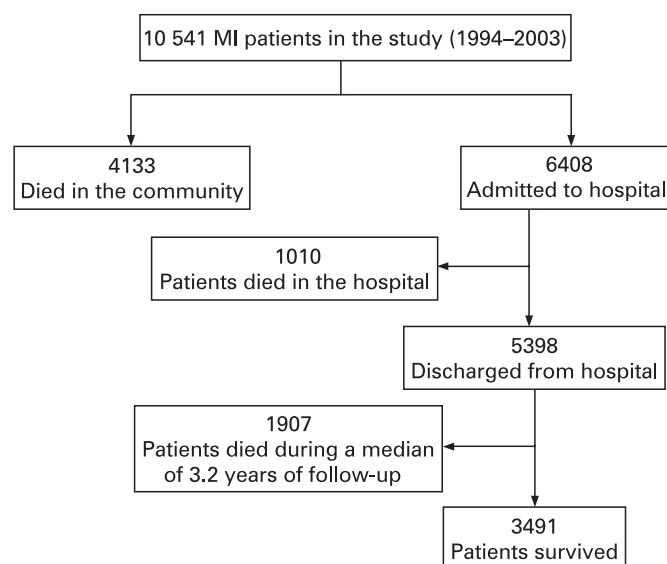 10 541 MI patients in the study (1994–2003)
4133
Died in the community
6408
Admitted to hospital
1010
Patients died in the hospital
5398
Discharged from hospital
1907
Patients died during a median
of 3.2 years of follow-up
3491
Patients survived